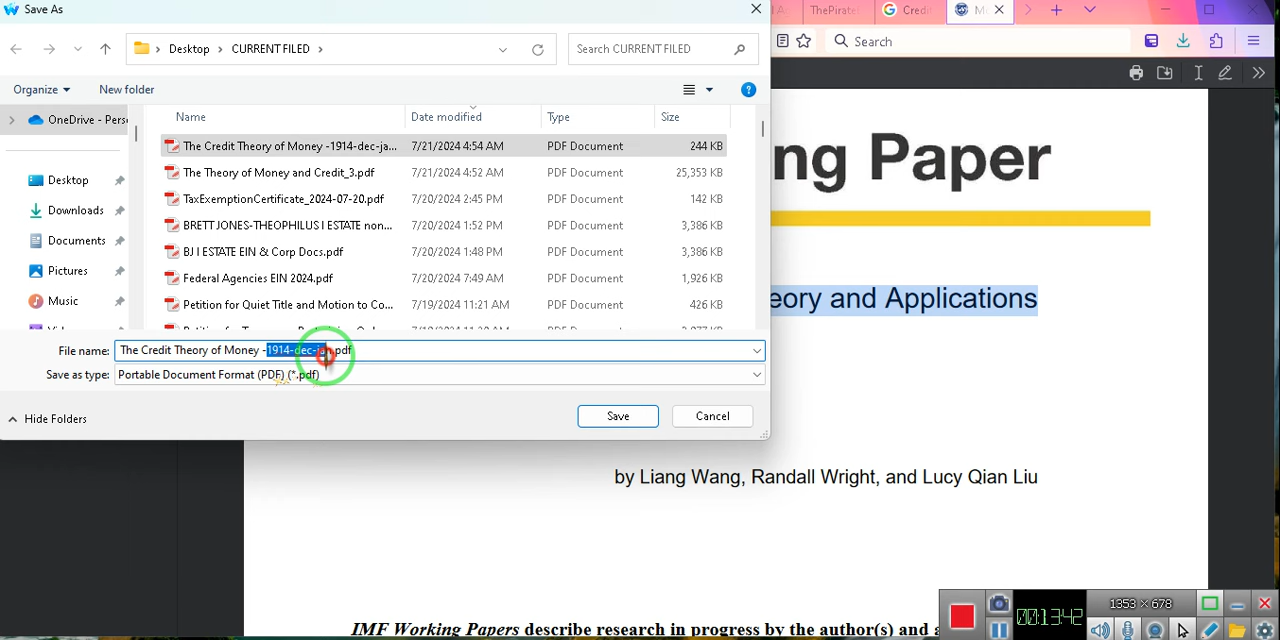 Save As
ThePirate
Credi
M
Desktop
CURRENT FILED
Search CURRENT FILED
Search
Organize
New folder
OneDrive - Pers
Name
Date modified
Type
Size
The Credit Theory of Money -1914-dec-ja...
7/21/2024 4:54 AM
PDF Document
244 KB
The Theory of Money and Credit_3.pdf
7/21/2024 4:52 AM
PDF Document
25,353 KB
Desktop
TaxExemptionCertificate_2024-07-20.pdf
7/20/2024 2:45 PM
PDF Document
142 KB
Downloads
BRETT JONES-THEOPHILUS I ESTATE non...
7/20/2024 1:52 PM
PDF Document
3,386 KB
Documents
BJ I ESTATE EIN & Corp Docs.pdf
7/20/2024 1:48 PM
PDF Document
3,386 KB
Pictures
Federal Agencies EIN 2024.pdf
7/20/2024 7:49 AM
PDF Document
1,926 KB
Music
Petition for Quiet Title and Motion to Co...
7/19/2024 11:21 AM
PDF Document
426 KB
File name:
The Credit Theory of Money -1914-dec-jan.pdf
Save as type:
Portable Document Format (PDF) (*.pdf)
Hide Folders
Save
Cancel
ng Paper
eory and Applications
by Liang Wang, Randall Wright, and Lucy Qian Liu
IMF Working Papers describe research in progress by the author(s) and a
00:13:42
1353 × 678